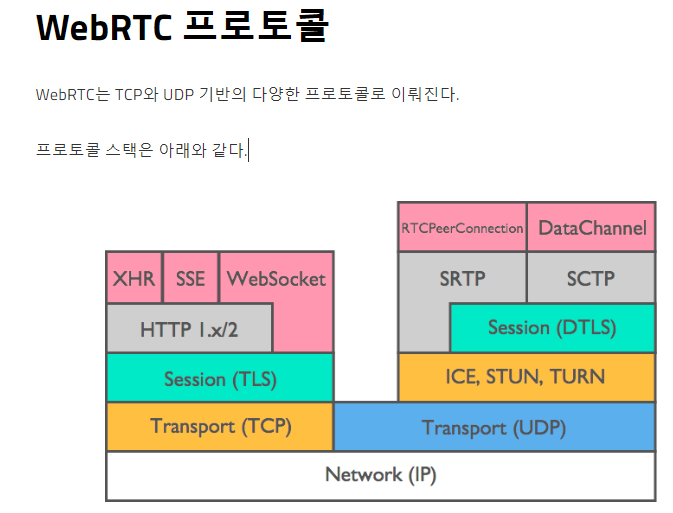 WebRTC 프로토콜
WebRTC는 TCP와 UDP 기반의 다양한 프로토콜로 이뤄진다.
프로토콜 스택은 아래와 같다.
RTCPeerConnection DataChannel
XHR SSE WebSocket SRTP SCTP
HTTP 1.x/2 Session (DTLS)
Session (TLS) ICE, STUN, TURN
Transport (TCP) Transport (UDP)
Network (IP)